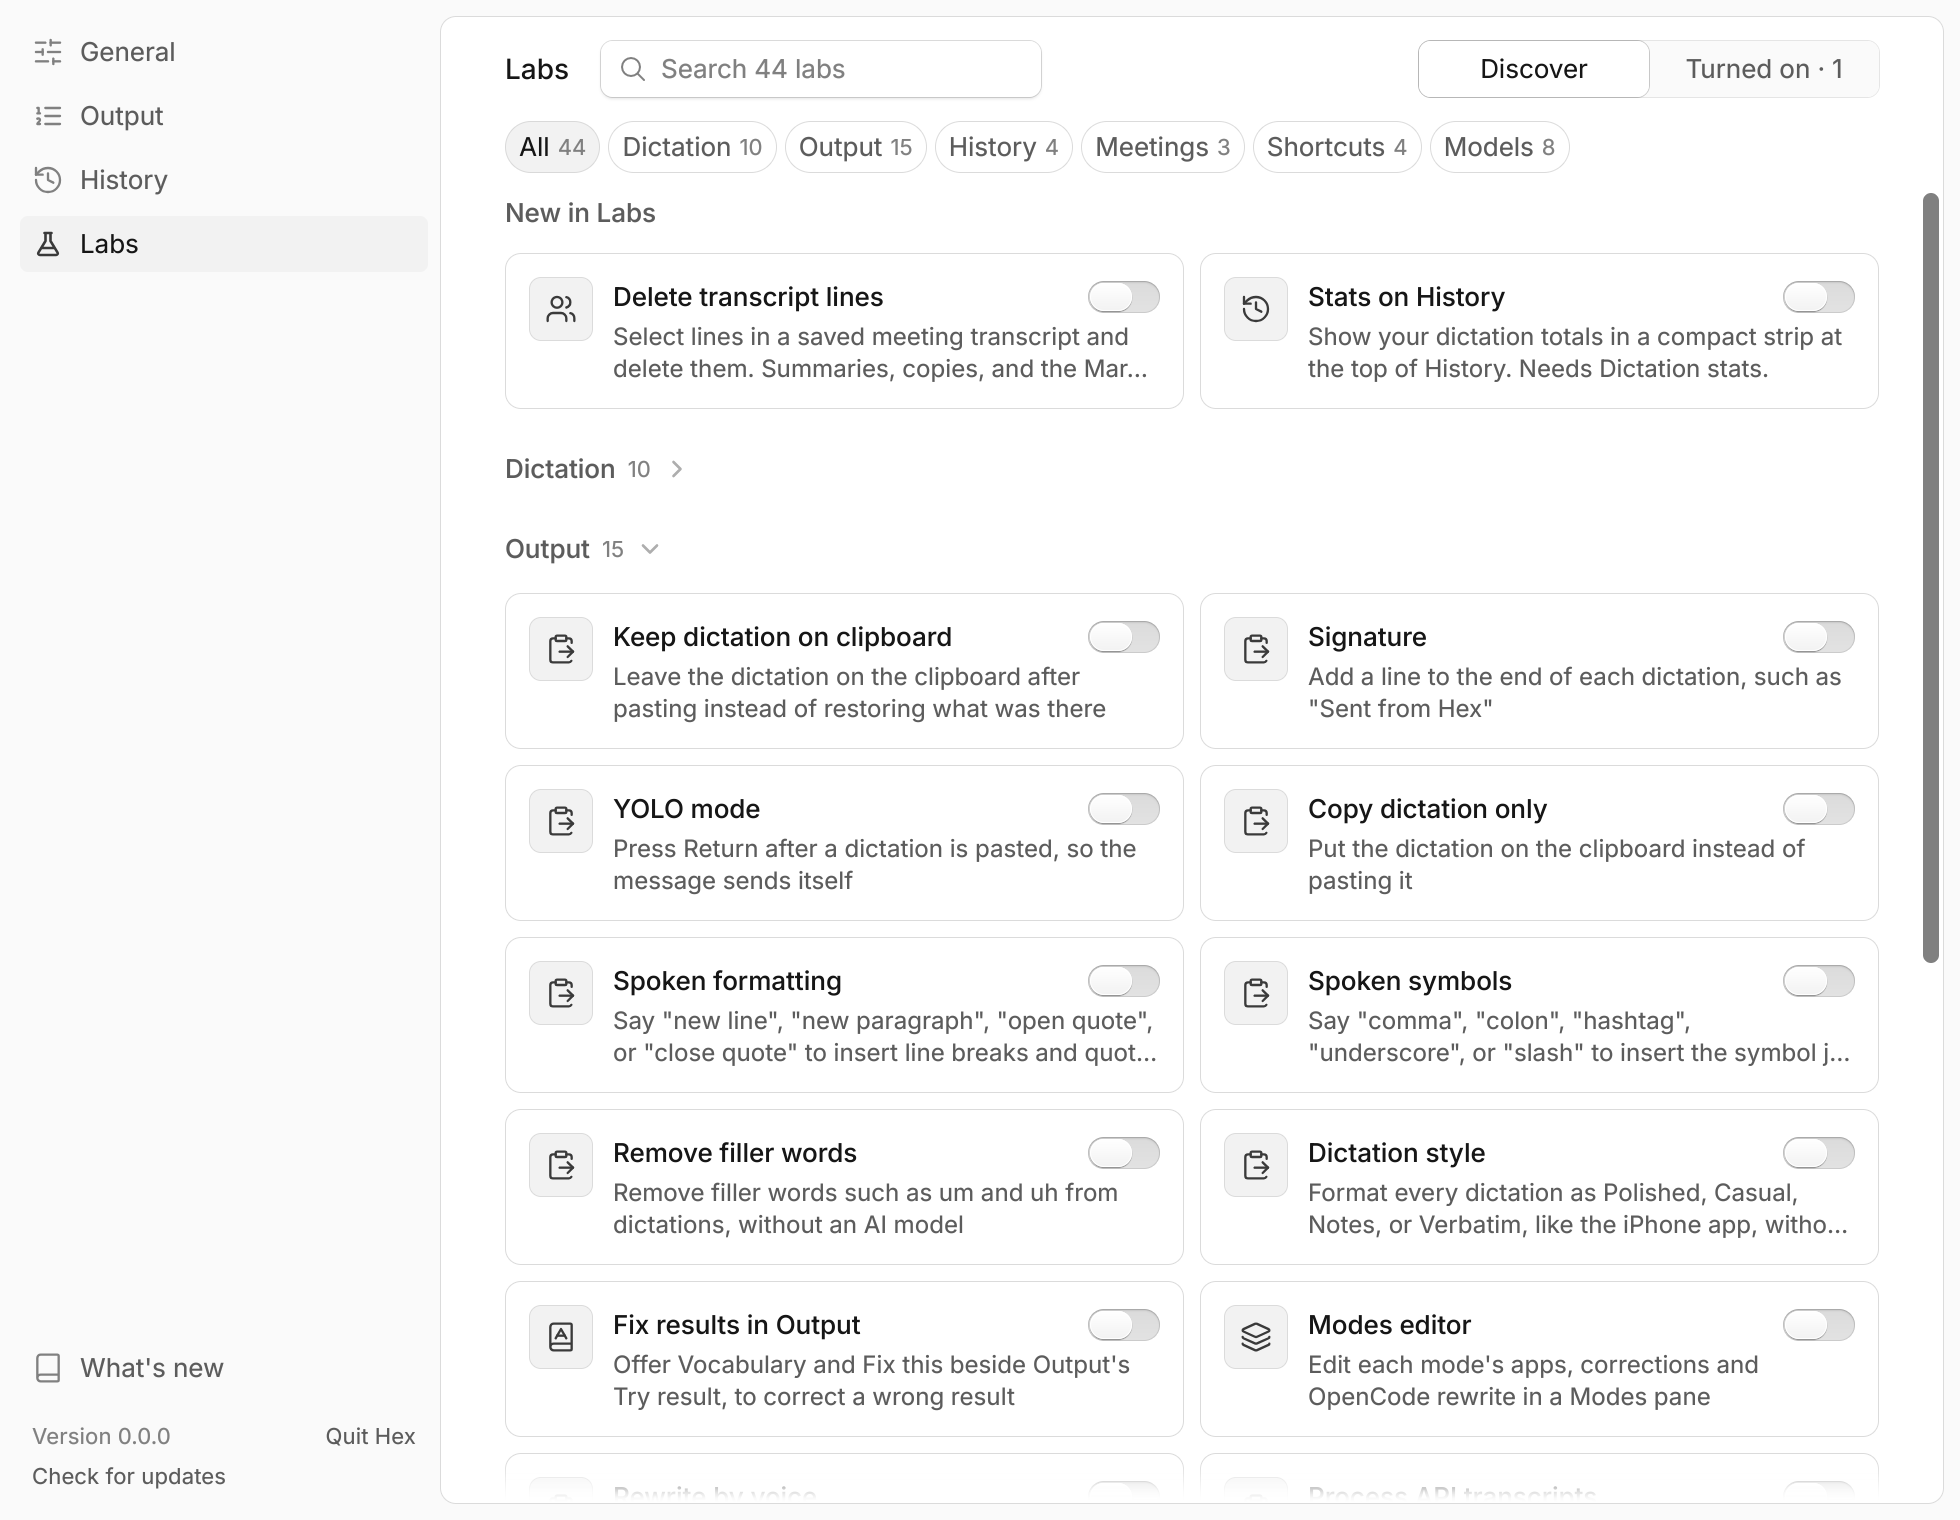 General
Output
History
Labs
What's new
Version 0.0.0
Quit Hex
Check for updates
Labs
Search 44 labs
Discover
Turned on · 1
All 44
Dictation 10
Output 15
History 4
Meetings 3
Shortcuts 4
Models 8
New in Labs
Delete transcript lines
Select lines in a saved meeting transcript and
delete them. Summaries, copies, and the Mar...
Stats on History
Show your dictation totals in a compact strip at
the top of History. Needs Dictation stats.
Dictation 10
Output 15
Keep dictation on clipboard
Leave the dictation on the clipboard after
pasting instead of restoring what was there
Signature
Add a line to the end of each dictation, such as
"Sent from Hex"
YOLO mode
Press Return after a dictation is pasted, so the
message sends itself
Copy dictation only
Put the dictation on the clipboard instead of
pasting it
Spoken formatting
Say "new line", "new paragraph", "open quote",
or "close quote" to insert line breaks and quot...
Spoken symbols
Say "comma", "colon", "hashtag",
"underscore", or "slash" to insert the symbol j...
Remove filler words
Remove filler words such as um and uh from
dictations, without an AI model
Dictation style
Format every dictation as Polished, Casual,
Notes, or Verbatim, like the iPhone app, witho...
Fix results in Output
Offer Vocabulary and Fix this beside Output's
Try result, to correct a wrong result
Modes editor
Edit each mode's apps, corrections and
OpenCode rewrite in a Modes pane
Rewrite by voice
Process API transcripts